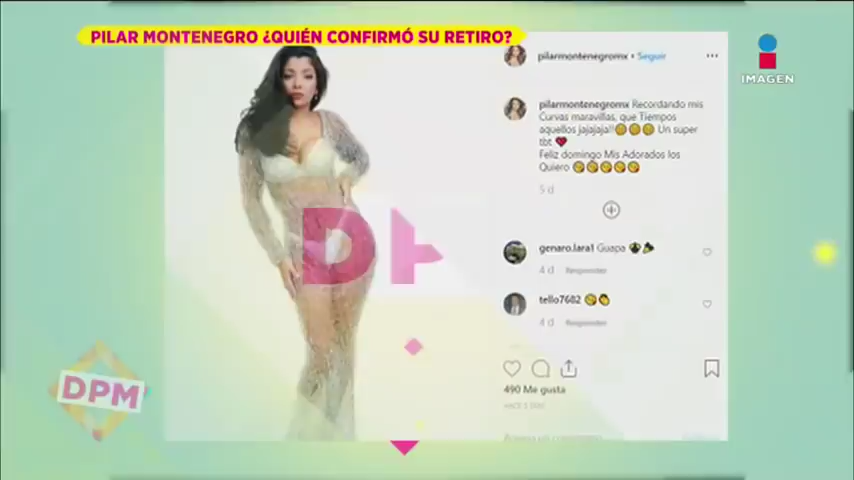 PILAR MONTENEGRO ¿QUIÉN CONFIRMÓ SU RETIRO?
IMAGEN
pilarmontenegromx • Seguir
pilarmontenegromx Recordando mis
Curvas maravillas, que Tiempos
aquellos jajajaja!!😊😊😊 Un super
tbt ❤️
Feliz domingo Mis Adorados los
Quiero 😘😘😘😘😘
5 d
genaro.lara1 Guapa
4 d Responder
tello7682 😘👏
4 d Responder
490 Me gusta
DPM